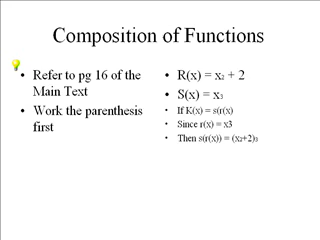 Composition of Functions
• Refer to pg 16 of the
Main Text
• Work the parenthesis
first
• R(x) = x2 + 2
• S(x) = x3
• If K(x) = s(r(x)
• Since r(x) = x3
• Then s(r(x)) = (x2+2)3